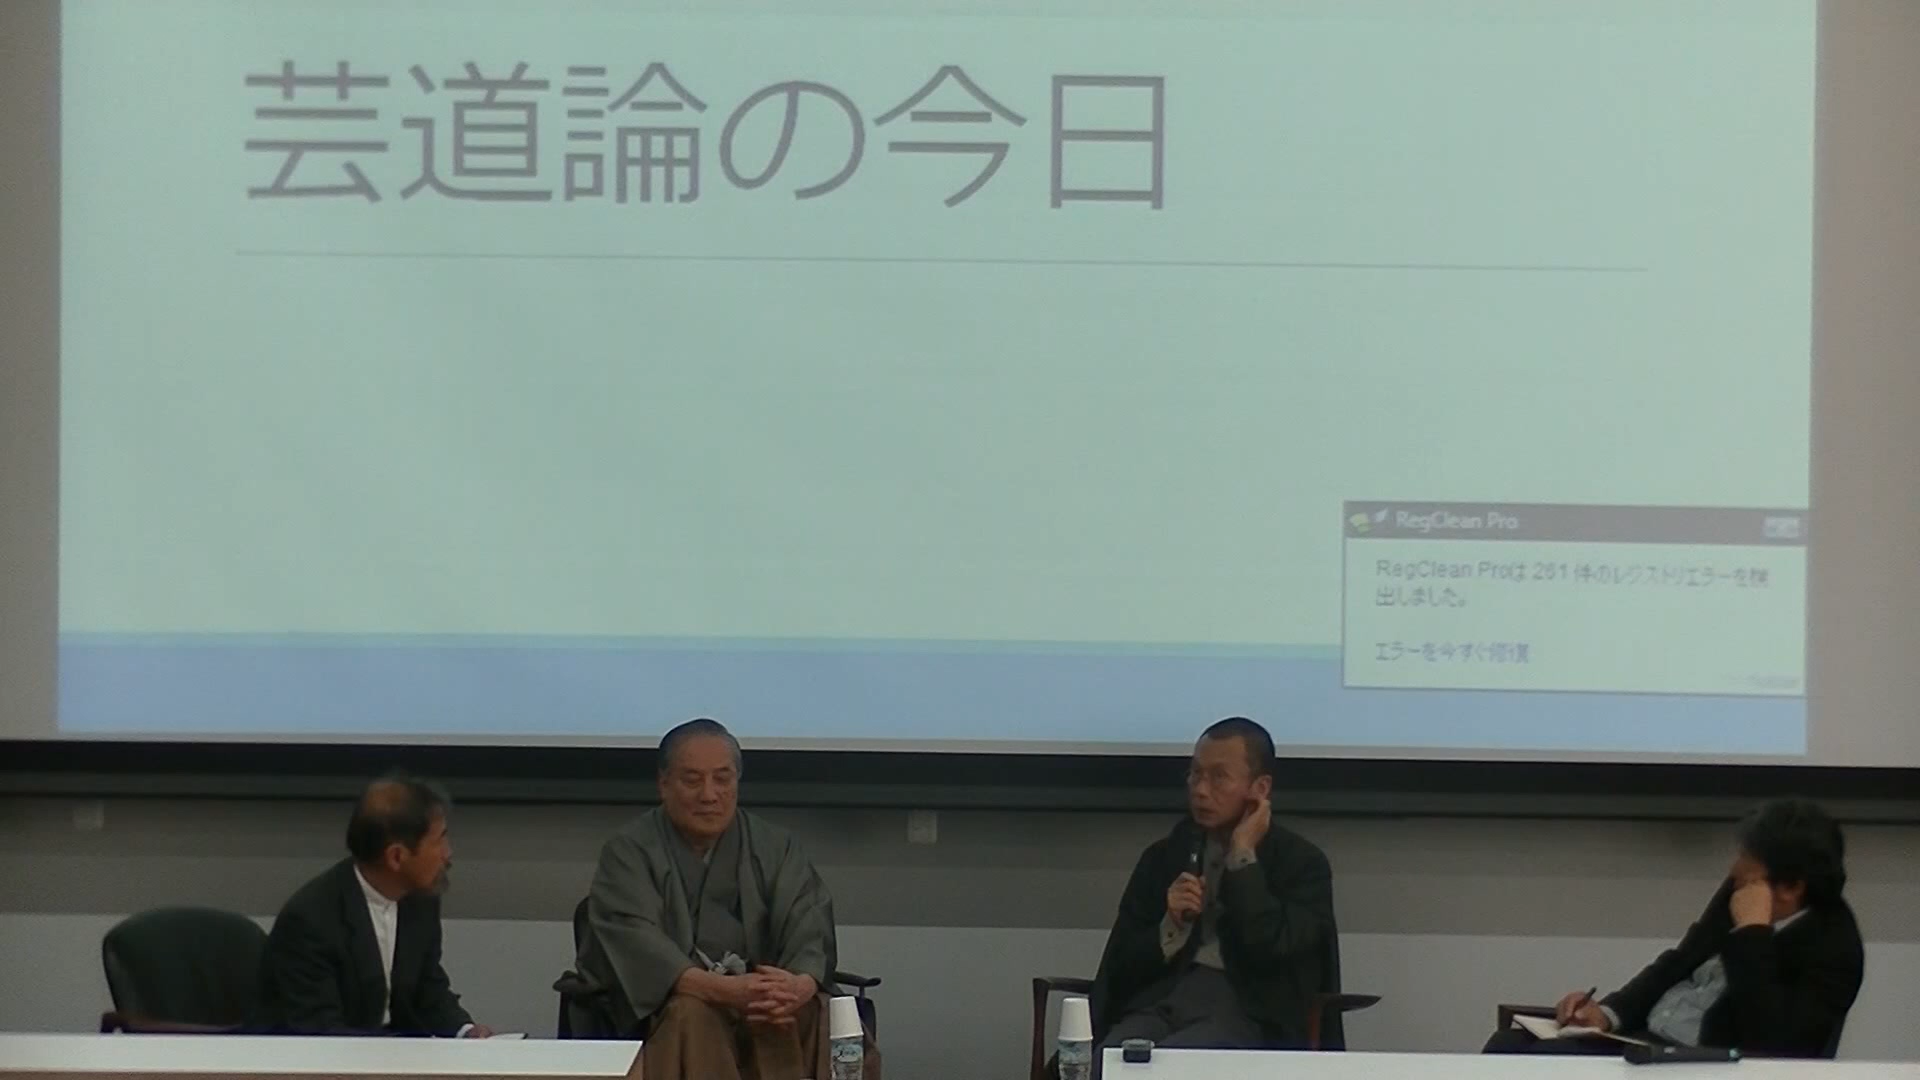 芸道論の今日
RegClean Pro
RegClean Proは 261 件のレジストリエラーを検
出しました。
エラーを今すぐ修復